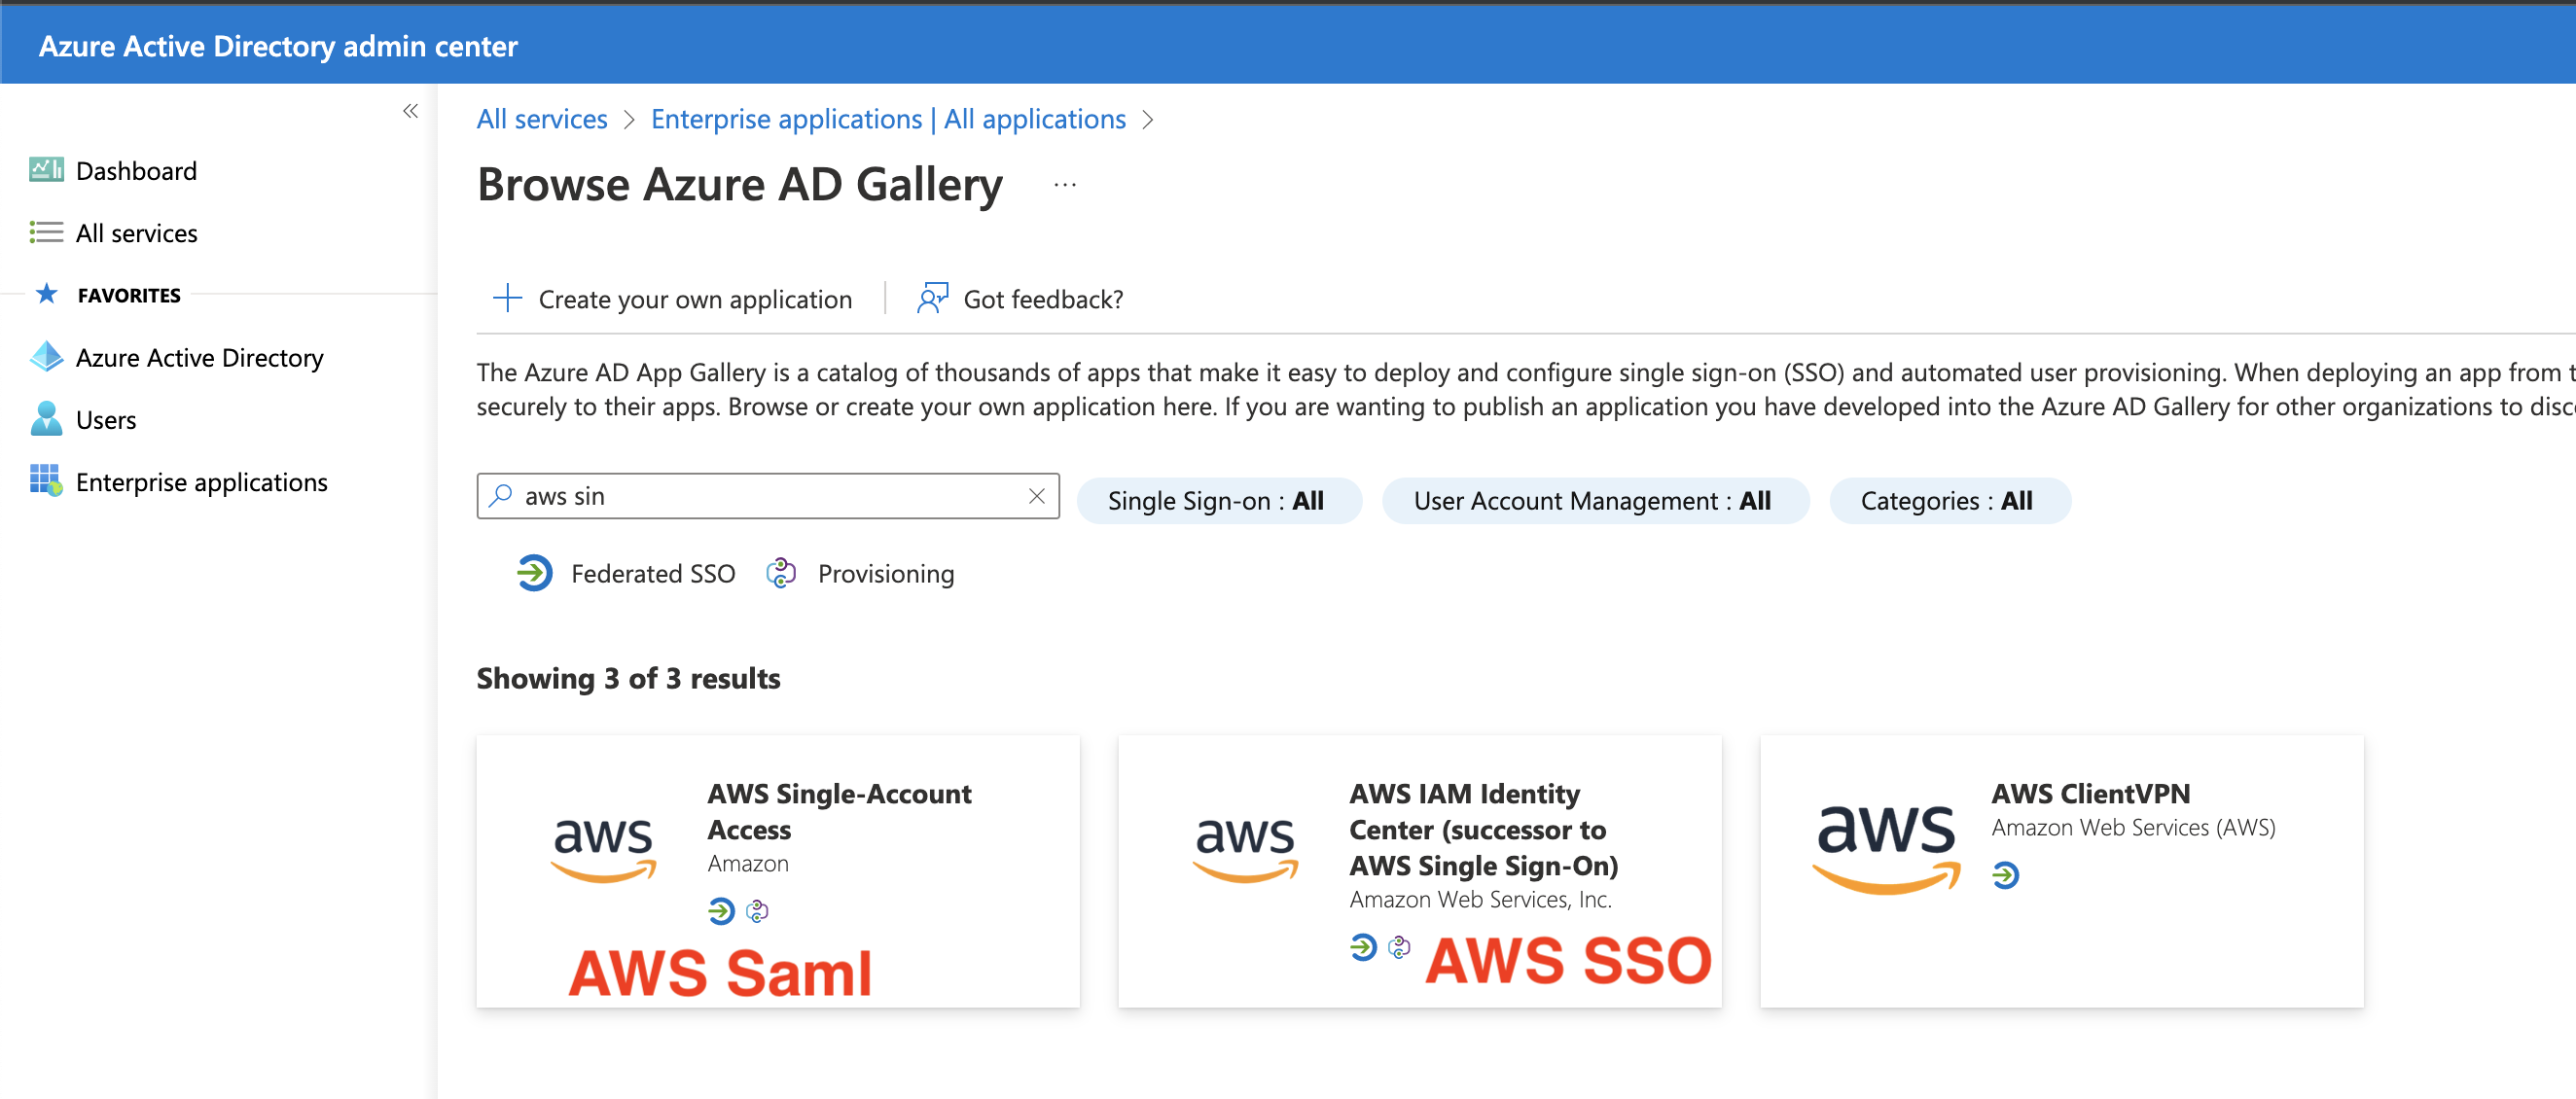 Azure Active Directory admin center
«
All services > Enterprise applications | All applications >
Dashboard
Browse Azure AD Gallery ...
All services
FAVORITES
Create your own application
Got feedback?
Azure Active Directory
The Azure AD App Gallery is a catalog of thousands of apps that make it easy to deploy and configure single sign-on (SSO) and automated user provisioning. When deploying an app from
securely to their apps. Browse or create your own application here. If you are wanting to publish an application you have developed into the Azure AD Gallery for other organizations to
Users
Enterprise applications
aws sin
Single Sign-on : All
User Account Management : All
Categories : All
Federated SSO
Provisioning
Showing 3 of 3 results
aws
AWS Single-Account
Access
Amazon
AWS Saml
aws
AWS IAM Identity
Center (successor to
AWS Single Sign-On)
Amazon Web Services, Inc.
AWS SSO
aws
AWS ClientVPN
Amazon Web Services (AWS)